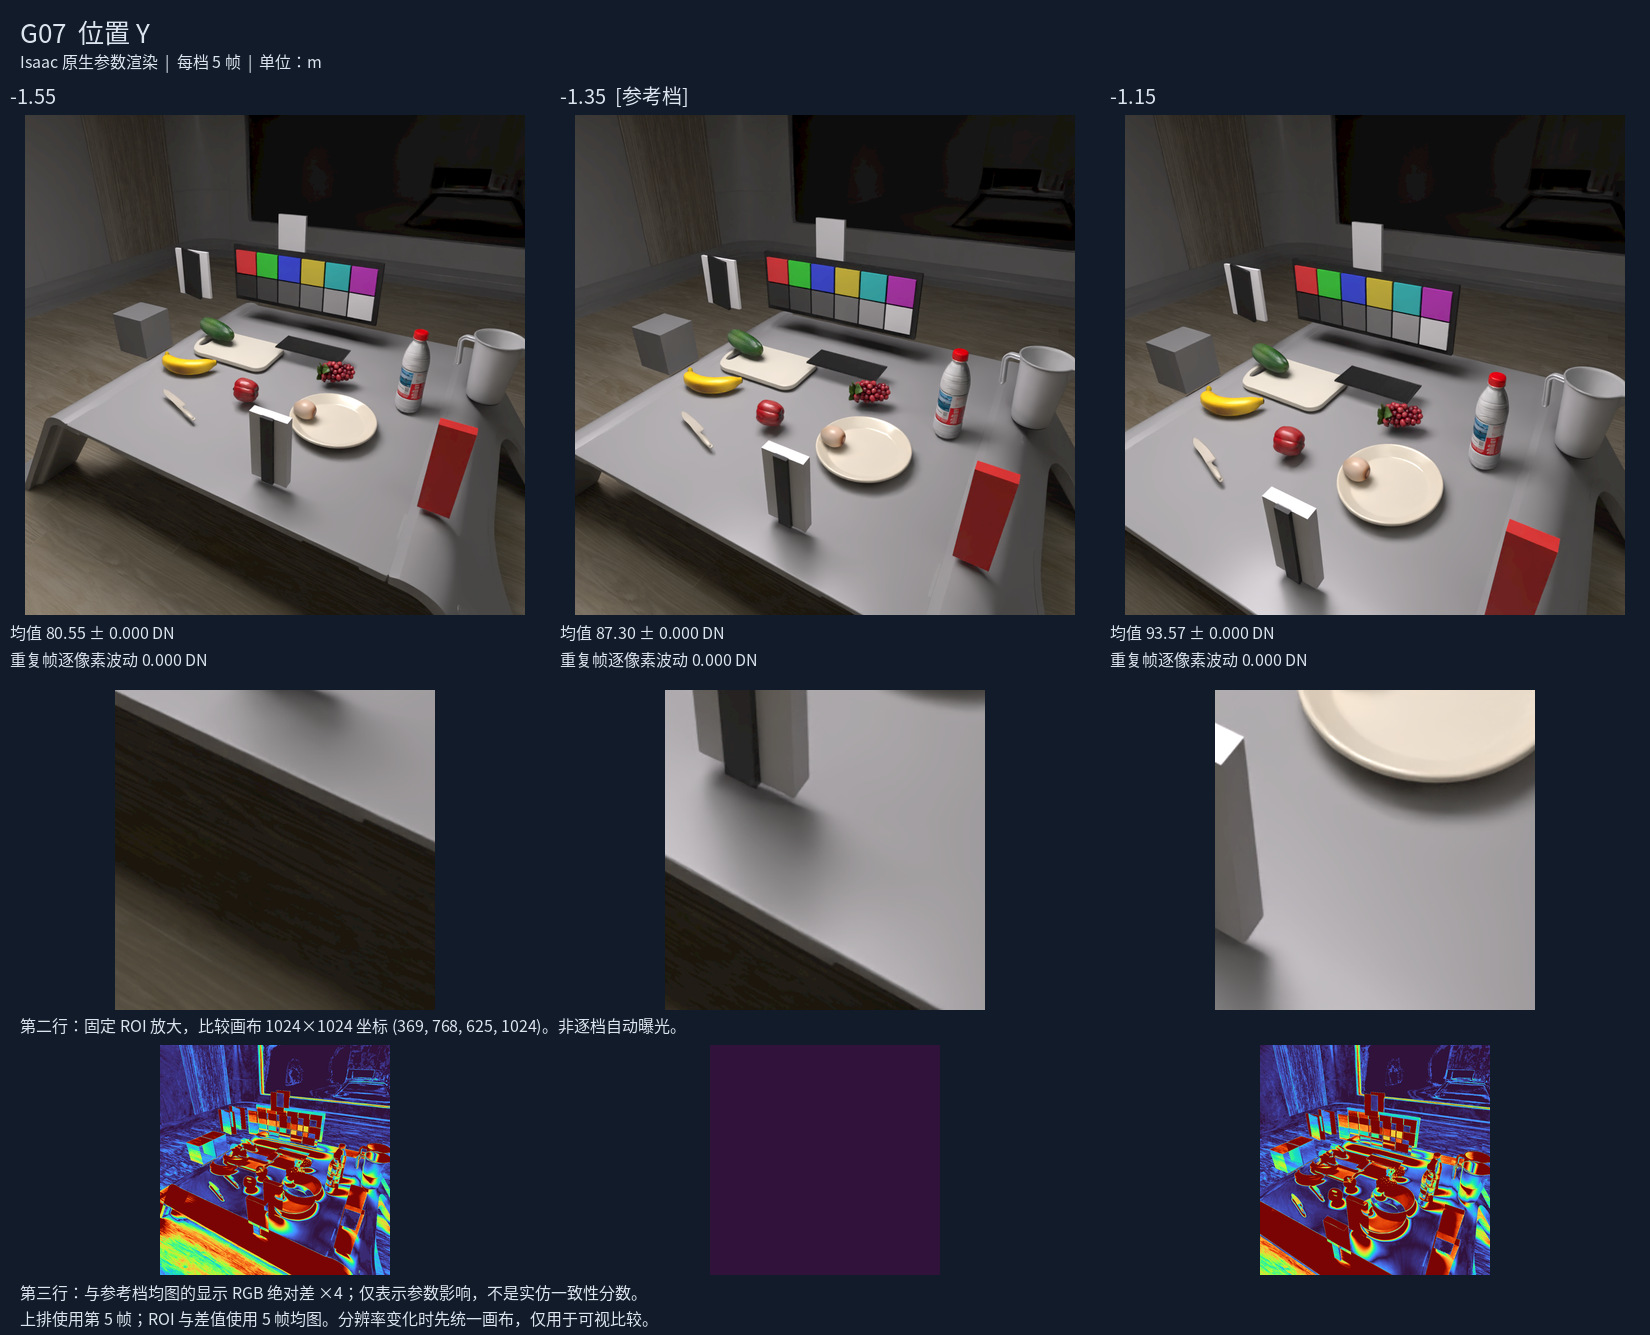 G07 位置 Y
Isaac 原生参数渲染 | 每档 5 帧 | 单位：m
-1.55
-1.35 [参考档]
-1.15
均值 80.55 ± 0.000 DN
重复帧逐像素波动 0.000 DN
均值 87.30 ± 0.000 DN
重复帧逐像素波动 0.000 DN
均值 93.57 ± 0.000 DN
重复帧逐像素波动 0.000 DN
第二行：固定 ROI 放大，比较画布 1024×1024 坐标 (369, 768, 625, 1024)。非逐档自动曝光。
第三行：与参考档均图的显示 RGB 绝对差 ×4；仅表示参数影响，不是实仿一致性分数。
上排使用第 5 帧；ROI 与差值使用 5 帧均图。分辨率变化时先统一画布，仅用于可视比较。